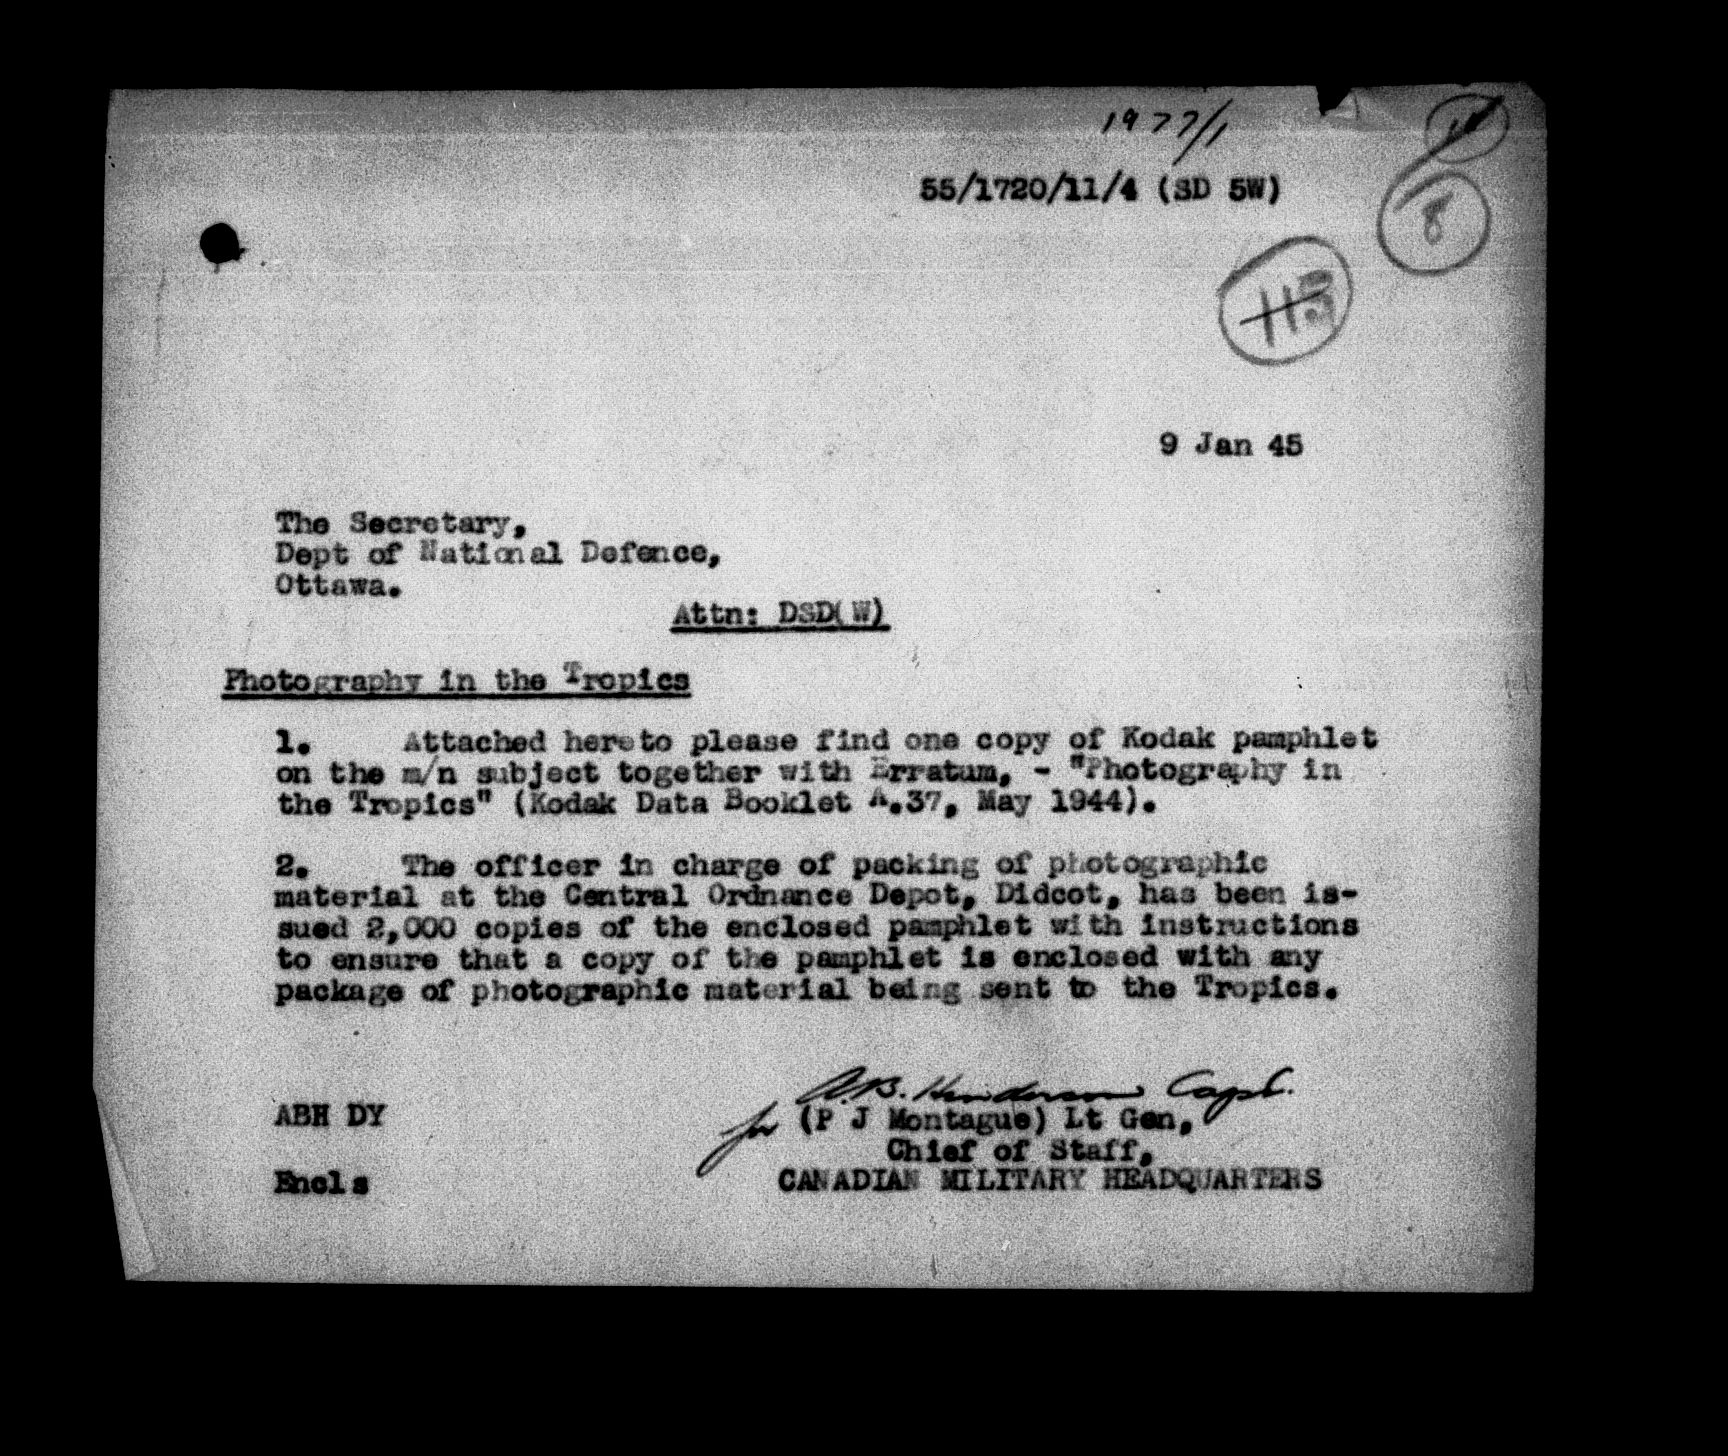 1977/1
55/1720/11/4 (SD 5W)
8
115
9 Jan 45
The Secretary,
Dept of National Defence,
Ottawa.
Attn: DSD(W)
Photography in the Tropics
1. Attached hereto please find one copy of Kodak pamphlet
on the m/n subject together with Erratum, - "Photography in
the Tropics" (Kodak Data Booklet A.37, May 1944).
2. The officer in charge of packing of photographic
material at the Central Ordnance Depot, Didcot, has been is-
sued 2,000 copies of the enclosed pamphlet with instructions
to ensure that a copy of the pamphlet is enclosed with any
package of photographic material being sent to the Tropics.
A.B. Henderson Capt.
ABH DY
for (P J Montague) Lt Gen,
Chief of Staff,
Encls
CANADIAN MILITARY HEADQUARTERS